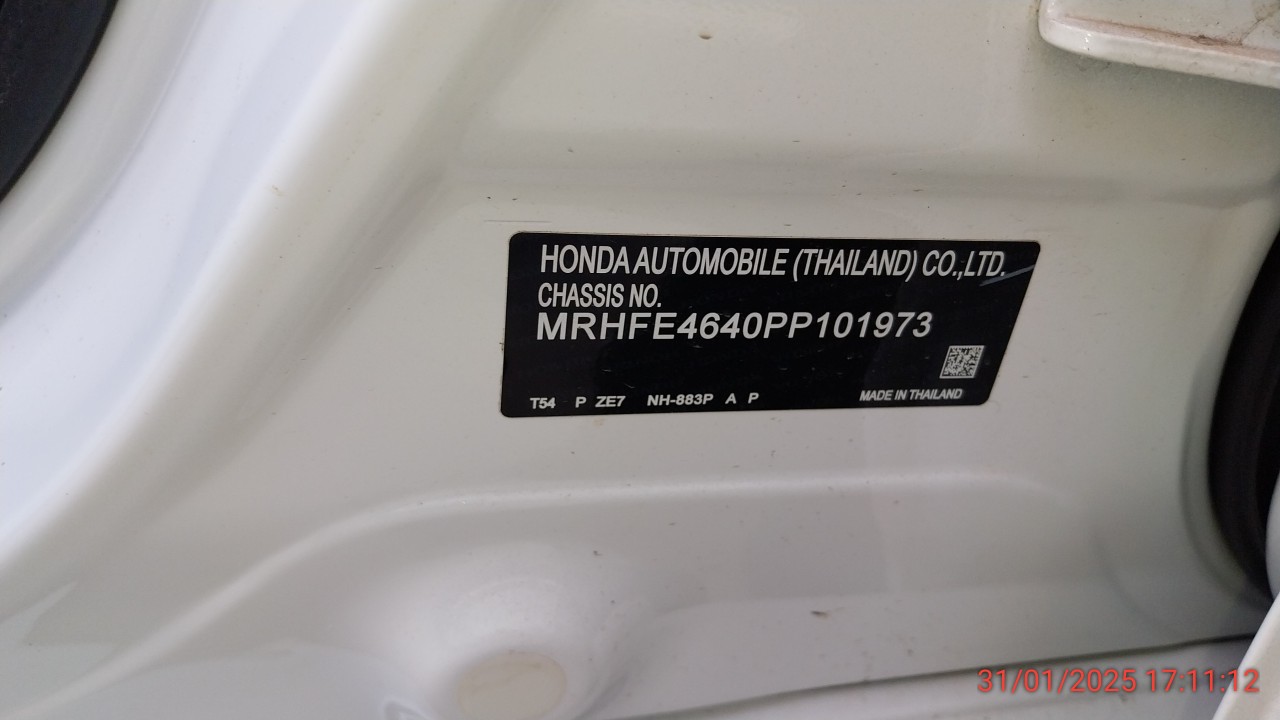 HONDA AUTOMOBILE (THAILAND) CO.,LTD.
CHASSIS NO.
MRHFE4640PP101973
T54 P ZE7 NH-883P A P MADE IN THAILAND
31/01/2025 17:11:12